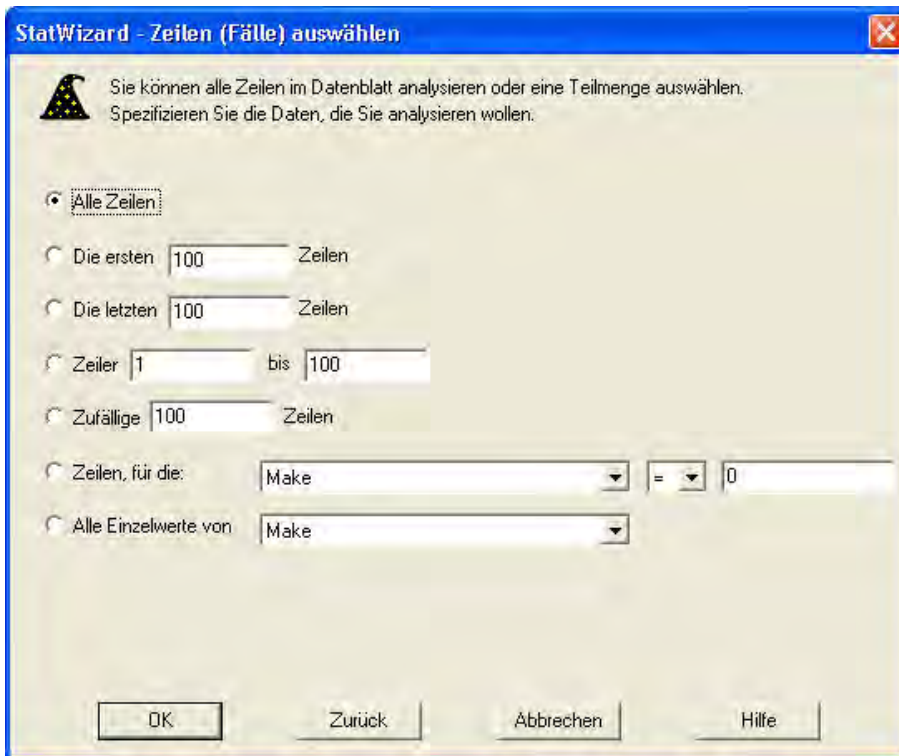 StatWizard - Zeilen (Fälle) auswählen
Sie können alle Zeilen im Datenblatt analysieren oder eine Teilmenge auswählen.
Spezifizieren Sie die Daten, die Sie analysieren wollen.
Alle Zeilen
Die ersten 100 Zeilen
Die letzten 100 Zeilen
Zeiler 1 bis 100
Zufällige 100 Zeilen
Zeilen, für die: Make = 0
Alle Einzelwerte von Make
OK Zurück Abbrechen Hilfe